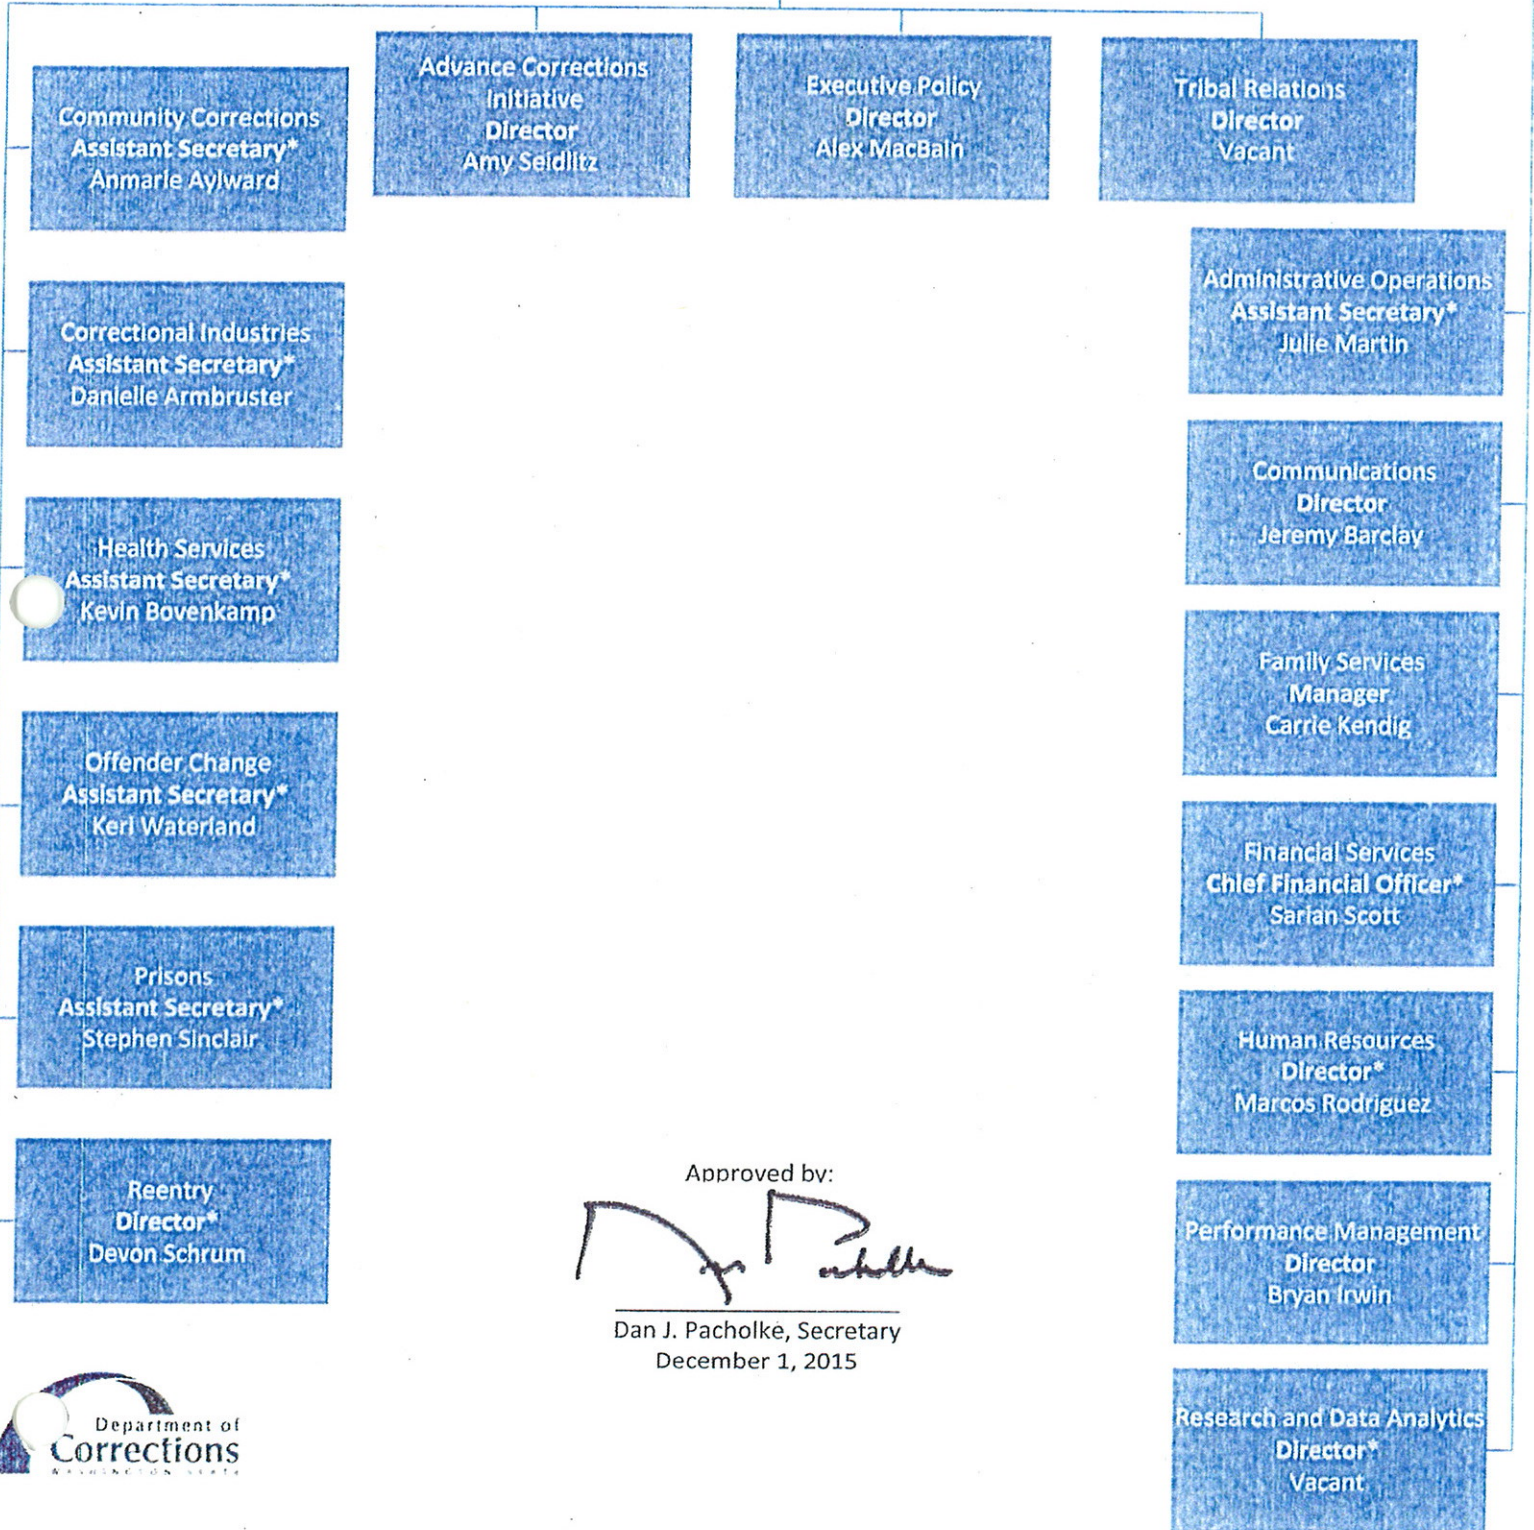 Advance Corrections
Initiative
Director
Amy Seidlitz
Executive Policy
Director
Alex MacBain
Tribal Relations
Director
Vacant
Community Corrections
Assistant Secretary*
Anmarie Aylward
Correctional Industries
Assistant Secretary*
Danielle Armbruster
Health Services
Assistant Secretary*
Kevin Bovenkamp
Offender Change
Assistant Secretary*
Keri Waterland
Prisons
Assistant Secretary*
Stephen Sinclair
Reentry
Director*
Devon Schrum
Administrative Operations
Assistant Secretary*
Julie Martin
Communications
Director
Jeremy Barclay
Family Services
Manager
Carrie Kendig
Financial Services
Chief Financial Officer*
Sarian Scott
Human Resources
Director*
Marcos Rodriguez
Performance Management
Director
Bryan Irwin
Research and Data Analytics
Director*
Vacant
Approved by:
Dan J. Pacholke, Secretary
December 1, 2015
Department of
Corrections
WASHINGTON STATE